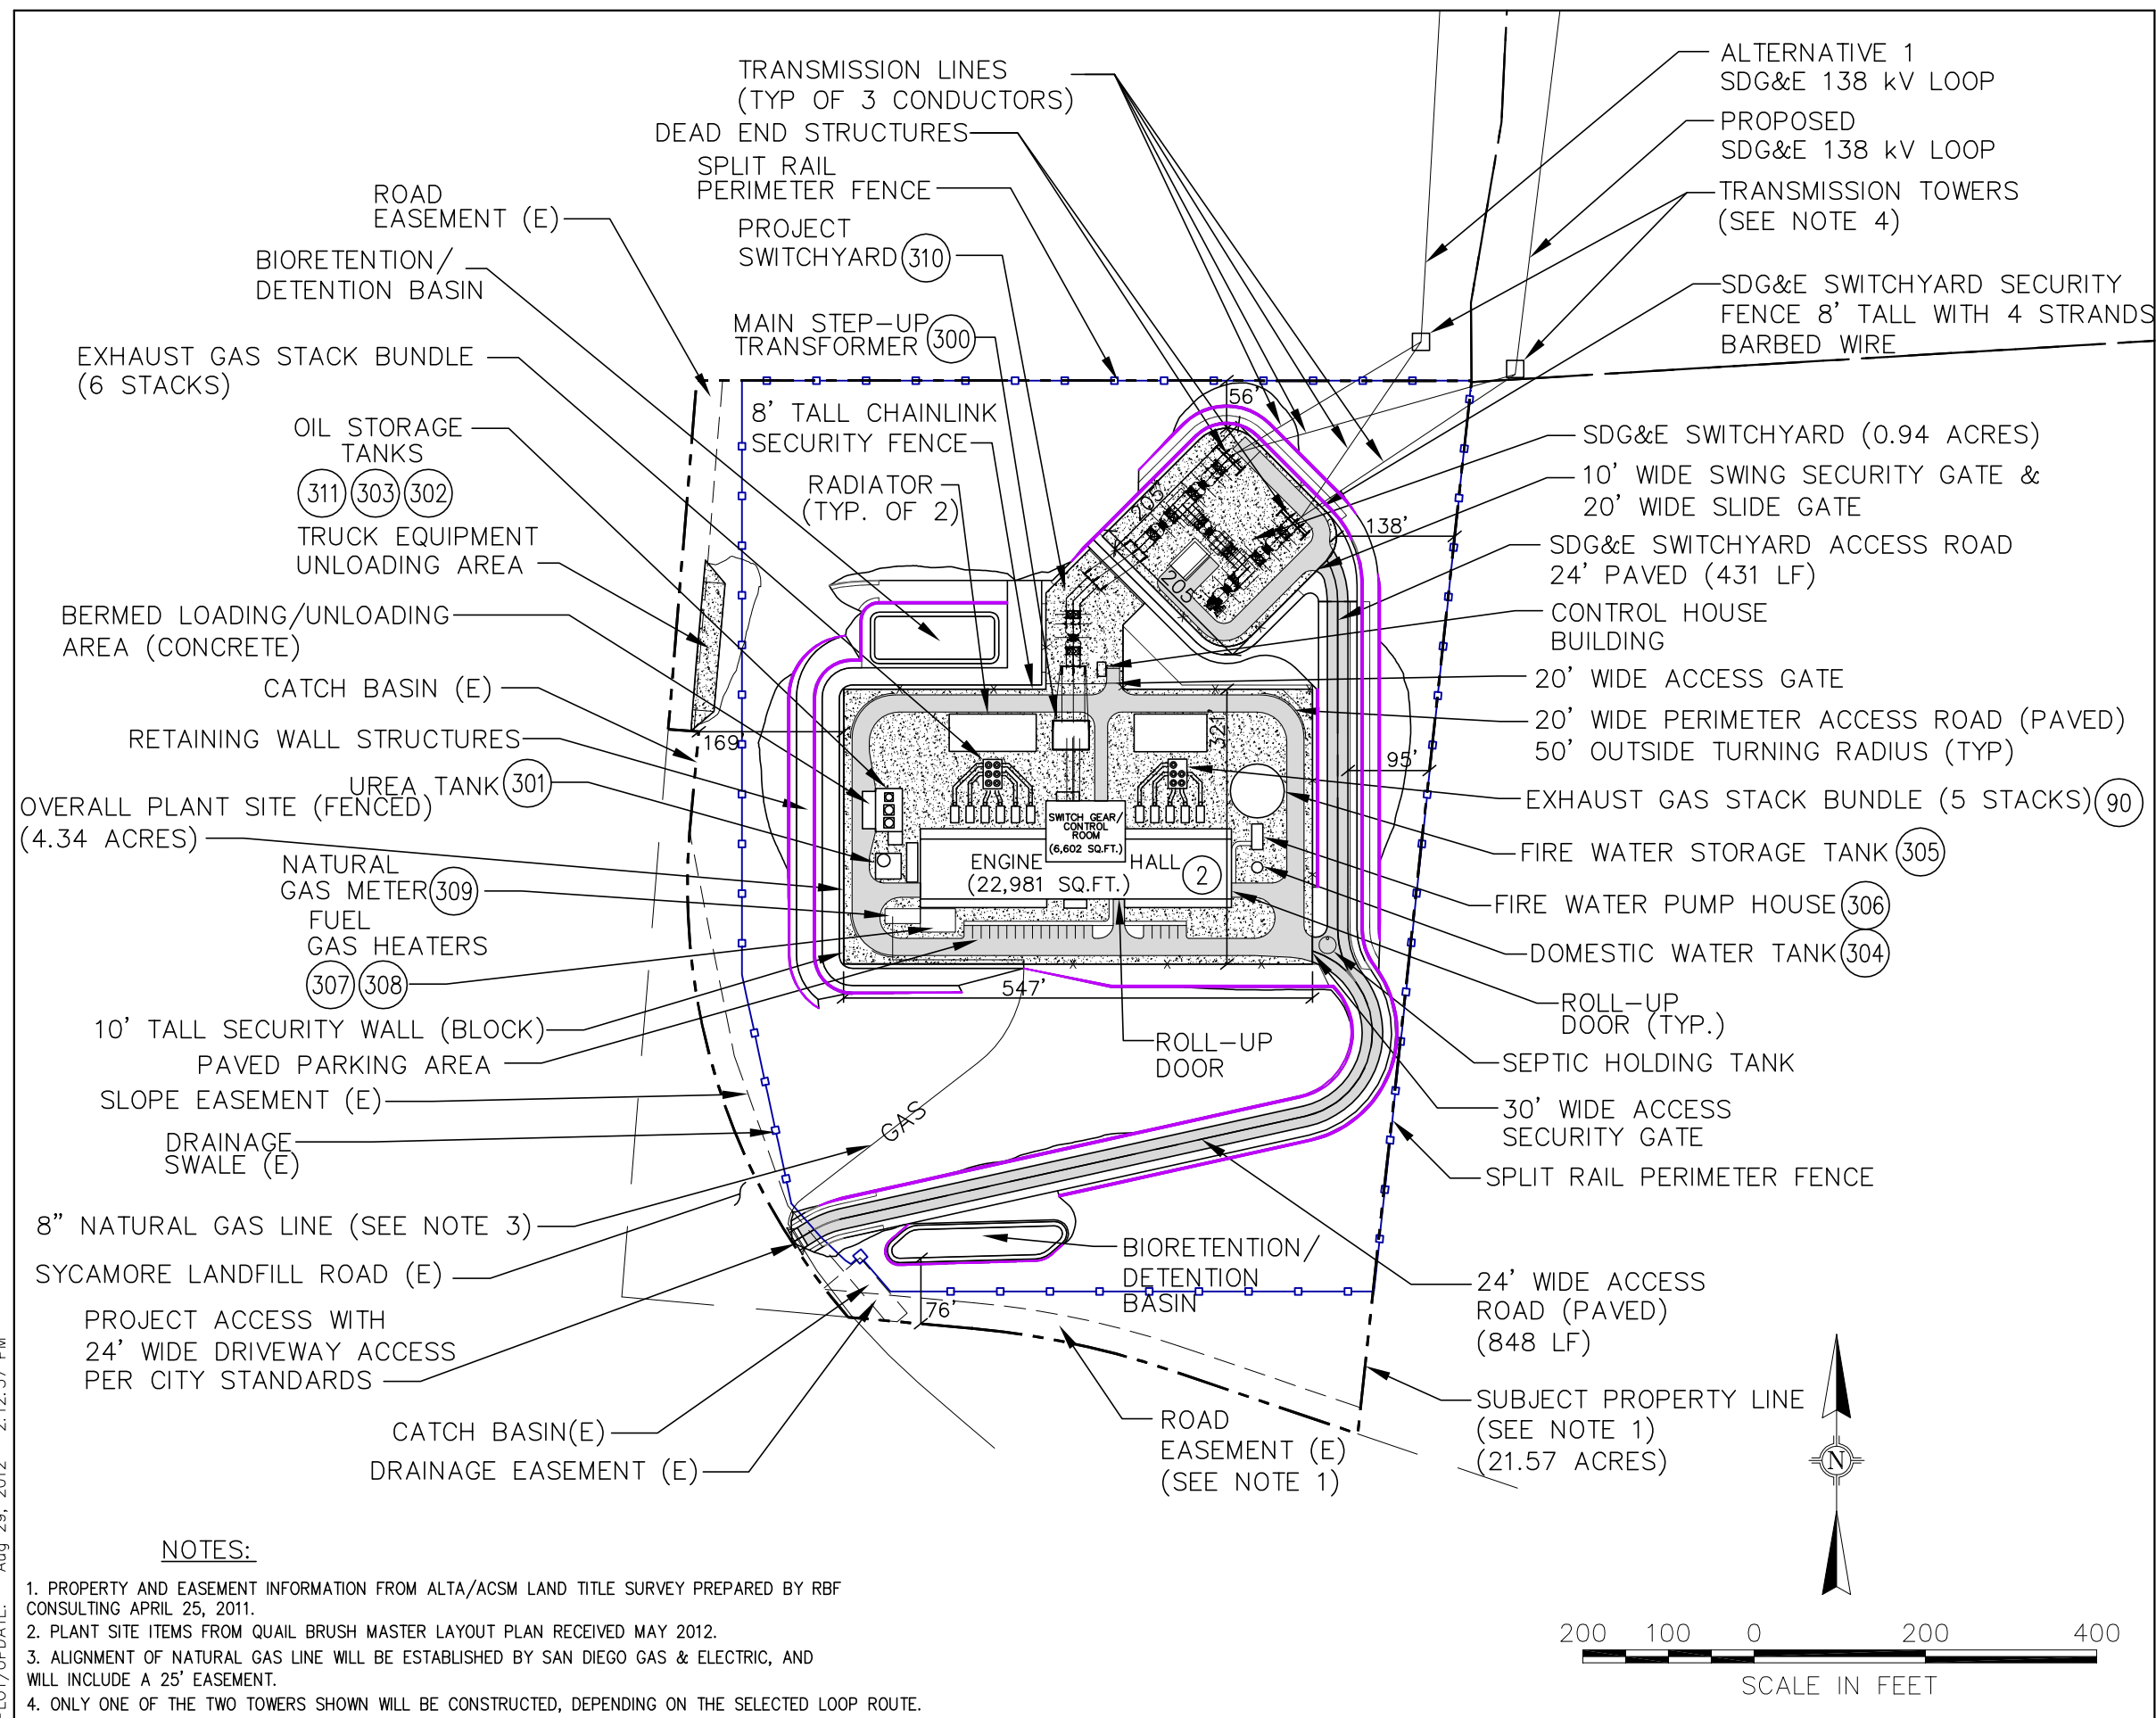 TRANSMISSION LINES
(TYP OF 3 CONDUCTORS)
DEAD END STRUCTURES
SPLIT RAIL
PERIMETER FENCE
PROJECT
SWITCHYARD 310
MAIN STEP-UP
TRANSFORMER 300
8' TALL CHAINLINK
SECURITY FENCE
RADIATOR
(TYP. OF 2)
ROAD
EASEMENT (E)
BIORETENTION/
DETENTION BASIN
EXHAUST GAS STACK BUNDLE
(6 STACKS)
OIL STORAGE
TANKS
311 303 302
TRUCK EQUIPMENT
UNLOADING AREA
BERMED LOADING/UNLOADING
AREA (CONCRETE)
CATCH BASIN (E)
RETAINING WALL STRUCTURES
UREA TANK 301
OVERALL PLANT SITE (FENCED)
(4.34 ACRES)
NATURAL
GAS METER 309
FUEL
GAS HEATERS
307 308
10' TALL SECURITY WALL (BLOCK)
PAVED PARKING AREA
SLOPE EASEMENT (E)
DRAINAGE
SWALE (E)
8" NATURAL GAS LINE (SEE NOTE 3)
SYCAMORE LANDFILL ROAD (E)
PROJECT ACCESS WITH
24' WIDE DRIVEWAY ACCESS
PER CITY STANDARDS
CATCH BASIN(E)
DRAINAGE EASEMENT (E)
ALTERNATIVE 1
SDG&E 138 kV LOOP
PROPOSED
SDG&E 138 kV LOOP
TRANSMISSION TOWERS
(SEE NOTE 4)
SDG&E SWITCHYARD SECURITY
FENCE 8' TALL WITH 4 STRANDS
BARBED WIRE
SDG&E SWITCHYARD (0.94 ACRES)
10' WIDE SWING SECURITY GATE &
20' WIDE SLIDE GATE
SDG&E SWITCHYARD ACCESS ROAD
24' PAVED (431 LF)
CONTROL HOUSE
BUILDING
20' WIDE ACCESS GATE
20' WIDE PERIMETER ACCESS ROAD (PAVED)
50' OUTSIDE TURNING RADIUS (TYP)
EXHAUST GAS STACK BUNDLE (5 STACKS) 90
FIRE WATER STORAGE TANK 305
FIRE WATER PUMP HOUSE 306
DOMESTIC WATER TANK 304
ROLL-UP
DOOR (TYP.)
SEPTIC HOLDING TANK
30' WIDE ACCESS
SECURITY GATE
SPLIT RAIL PERIMETER FENCE
24' WIDE ACCESS
ROAD (PAVED)
(848 LF)
SUBJECT PROPERTY LINE
(SEE NOTE 1)
(21.57 ACRES)
56'
205'
138'
205'
169'
321'
95'
SWITCH GEAR/
CONTROL
ROOM
(6,602 SQ.FT.)
ENGINE HALL 2
(22,981 SQ.FT.)
547'
ROLL-UP
DOOR
GAS
BIORETENTION/
DETENTION
BASIN
76'
ROAD
EASEMENT (E)
(SEE NOTE 1)
N
200 100 0 200 400
SCALE IN FEET
NOTES:
1. PROPERTY AND EASEMENT INFORMATION FROM ALTA/ACSM LAND TITLE SURVEY PREPARED BY RBF
CONSULTING APRIL 25, 2011.
2. PLANT SITE ITEMS FROM QUAIL BRUSH MASTER LAYOUT PLAN RECEIVED MAY 2012.
3. ALIGNMENT OF NATURAL GAS LINE WILL BE ESTABLISHED BY SAN DIEGO GAS & ELECTRIC, AND
WILL INCLUDE A 25' EASEMENT.
4. ONLY ONE OF THE TWO TOWERS SHOWN WILL BE CONSTRUCTED, DEPENDING ON THE SELECTED LOOP ROUTE.
Aug 29, 2012